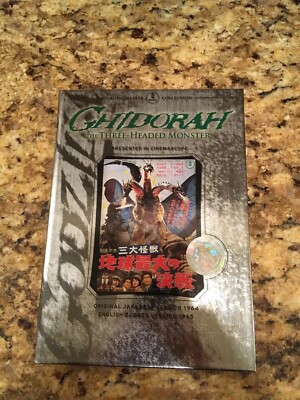 GHIDORAH
THE THREE-HEADED MONSTER
PRESENTED IN CINEMASCOPE
GODZILLA
三大怪獣
地球最大の
決戦
ORIGINAL JAPANESE VERSION 1964
ENGLISH DUBBED VERSION 1965